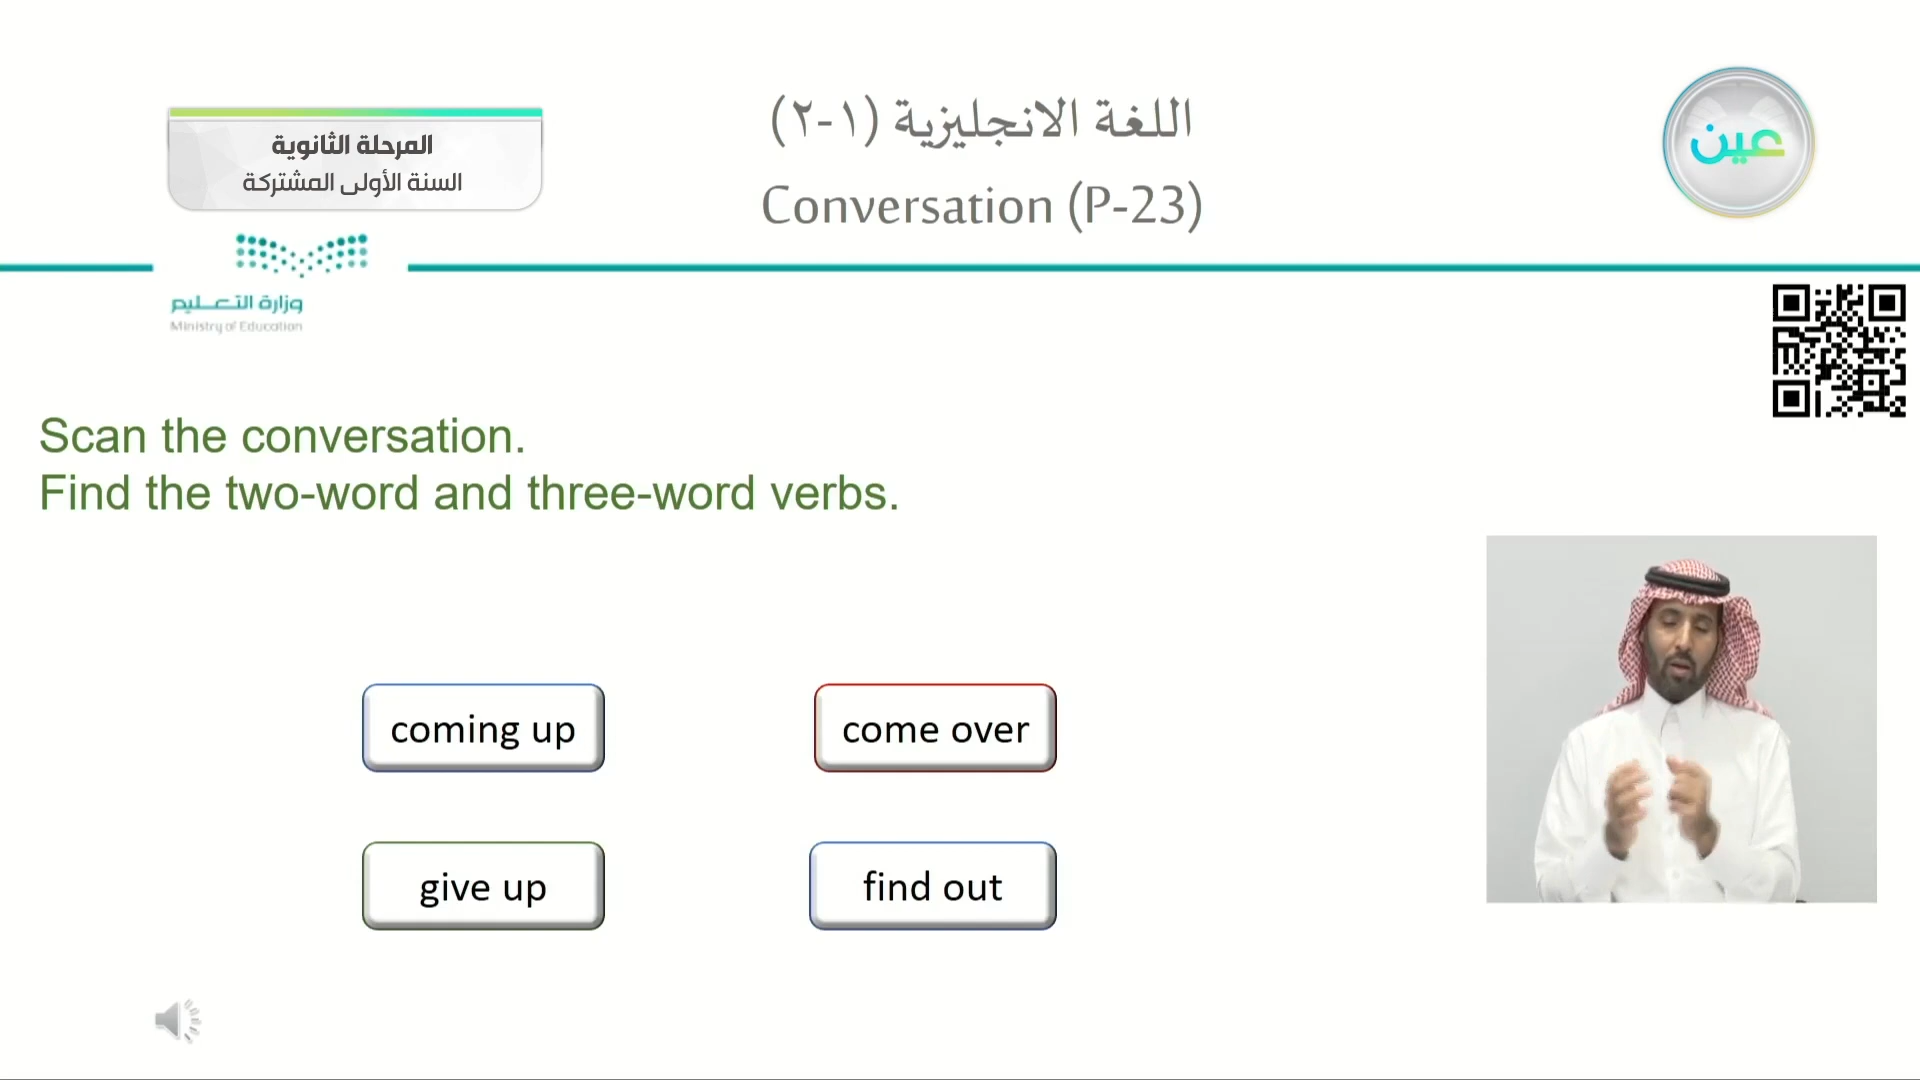 المرحلة الثانوية
السنة الأولى المشتركة
اللغة الانجليزية (١-٢)
Conversation (P-23)
عين
وزارة التعـليم
Ministry of Education
Scan the conversation.
Find the two-word and three-word verbs.
coming up
come over
give up
find out